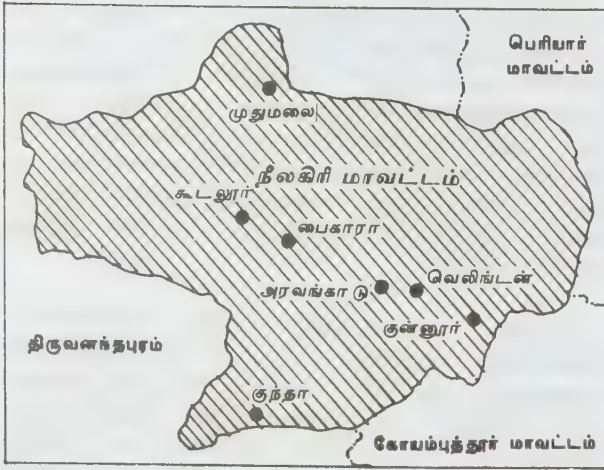 பெரியார்
மாவட்டம்
முதுமலை
நீலகிரி மாவட்டம்
கூடலூர்
பைகாரா
அரவங்காடு
வெலிங்டன்
குன்னூர்
திருவனந்தபுரம்
குந்தா
கோயம்புத்தூர் மாவட்டம்